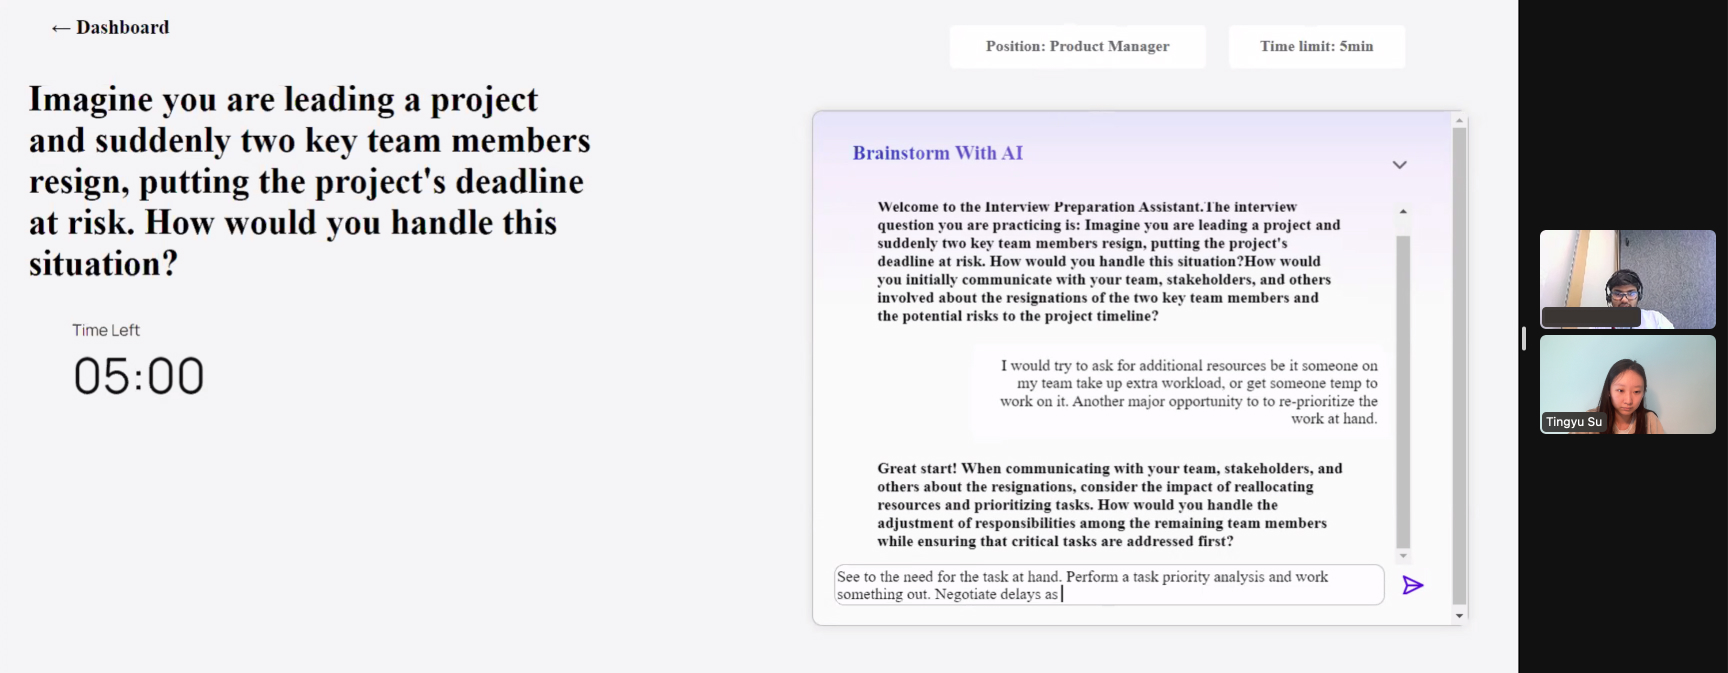 ← Dashboard
Position: Product Manager
Time limit: 5min
Imagine you are leading a project
and suddenly two key team members
resign, putting the project's deadline
at risk. How would you handle this
situation?
Time Left
05:00
Brainstorm With AI
Welcome to the Interview Preparation Assistant.The interview
question you are practicing is: Imagine you are leading a project and
suddenly two key team members resign, putting the project's
deadline at risk. How would you handle this situation?How would
you initially communicate with your team, stakeholders, and others
involved about the resignations of the two key team members and
the potential risks to the project timeline?
I would try to ask for additional resources be it someone on
my team take up extra workload, or get someone temp to
work on it. Another major opportunity to to re-prioritize the
work at hand.
Great start! When communicating with your team, stakeholders, and
others about the resignations, consider the impact of reallocating
resources and prioritizing tasks. How would you handle the
adjustment of responsibilities among the remaining team members
while ensuring that critical tasks are addressed first?
See to the need for the task at hand. Perform a task priority analysis and work
something out. Negotiate delays as
Tingyu Su